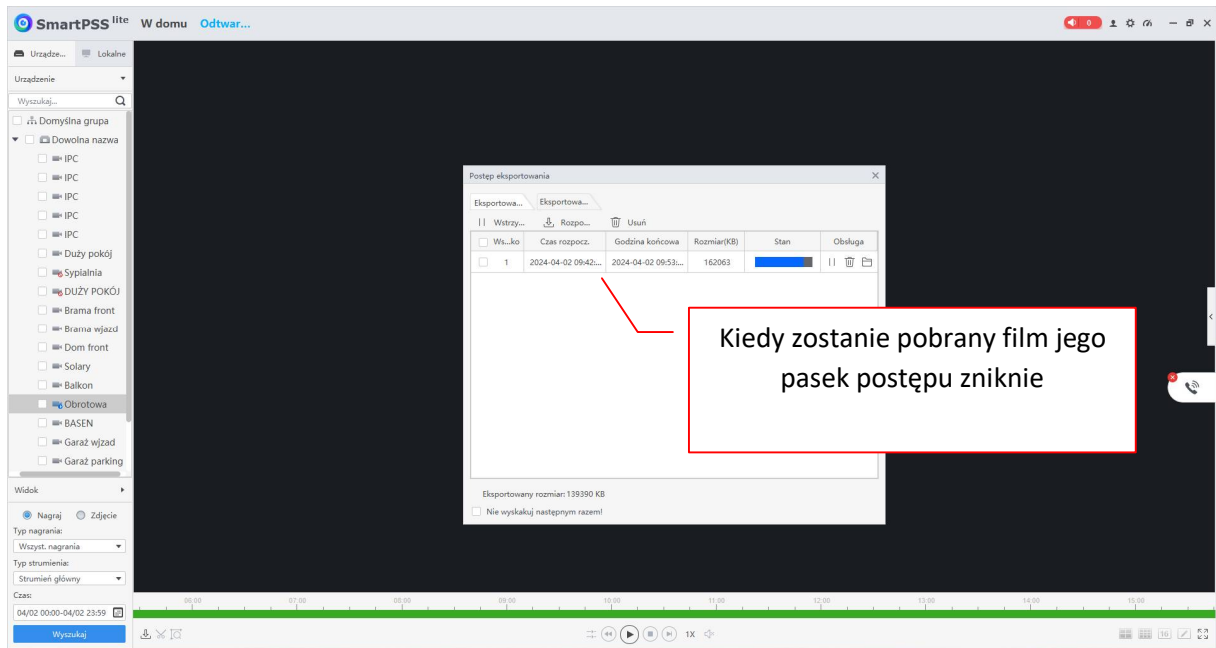 SmartPSS lite W domu Odtwar...
0
Urządze... Lokalne
Urządzenie
Wyszukaj...
Domyślna grupa
Dowolna nazwa
IPC
IPC
IPC
IPC
IPC
Duży pokój
Sypialnia
DUŻY POKÓJ
Brama front
Brama wjazd
Dom front
Solary
Balkon
Obrotowa
BASEN
Garaż wjzad
Garaż parking
Widok
Nagraj Zdjęcie
Typ nagrania:
Wszyst. nagrania
Typ strumienia:
Strumień główny
Czas:
04/02 00:00-04/02 23:59
Wyszukaj
Postęp eksportowania
Eksportowa... Eksportowa...
Wstrzy... Rozpo... Usuń
Ws...ko Czas rozpocz. Godzina końcowa Rozmiar(KB) Stan Obsługa
1 2024-04-02 09:42:... 2024-04-02 09:53:... 162063
Eksportowany rozmiar: 139390 KB
Nie wyskakuj następnym razem!
Kiedy zostanie pobrany film jego
pasek postępu zniknie
06:00 07:00 08:00 09:00 10:00 11:00 12:00 13:00 14:00 15:00
1X
16